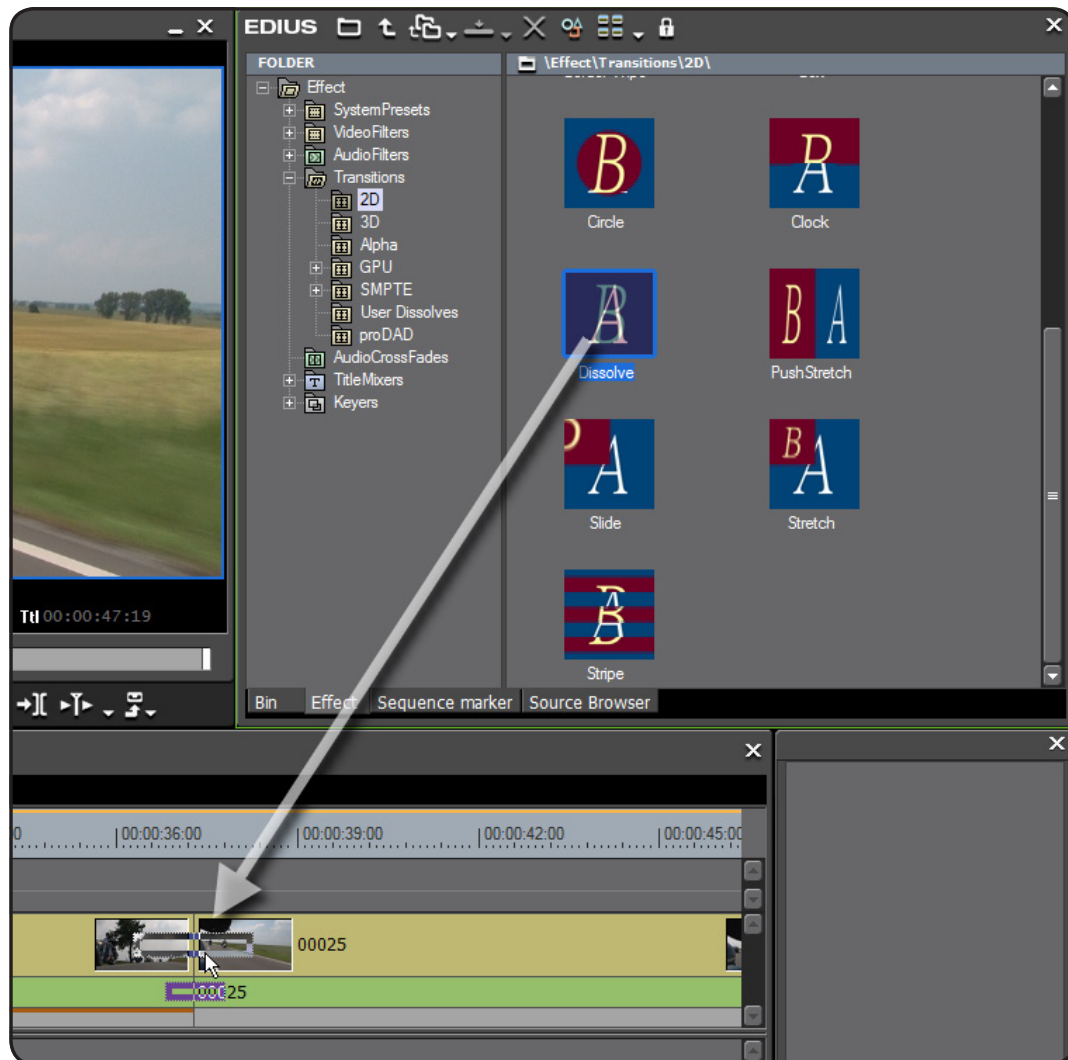 EDIUS
FOLDER
\Effect\Transitions\2D\
Effect
SystemPresets
VideoFilters
AudioFilters
Transitions
2D
3D
Alpha
GPU
SMPTE
User Dissolves
proDAD
AudioCrossFades
TitleMixers
Keyers
Circle
Clock
Dissolve
PushStretch
Slide
Stretch
Stripe
Ttl 00:00:47:19
Bin Effect Sequence marker Source Browser
00:00:36:00 00:00:39:00 00:00:42:00 00:00:45:00
00025
00025